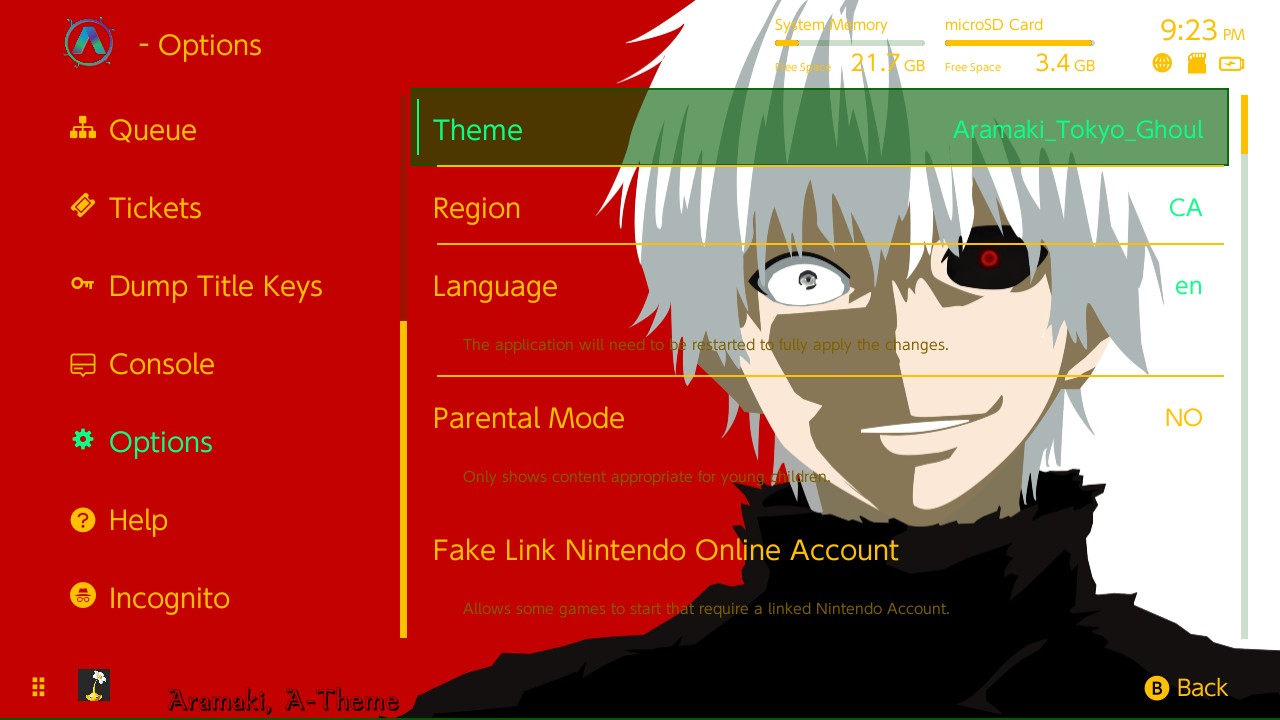 - Options
System Memory
Free Space 21.7 GB
microSD Card
Free Space 3.4 GB
9:23 PM
Queue
Tickets
Dump Title Keys
Console
Options
Help
Incognito
Theme Aramaki_Tokyo_Ghoul
Region CA
Language en
The application will need to be restarted to fully apply the changes.
Parental Mode NO
Only shows content appropriate for young children.
Fake Link Nintendo Online Account
Allows some games to start that require a linked Nintendo Account.
Aramaki, A-Theme
B Back